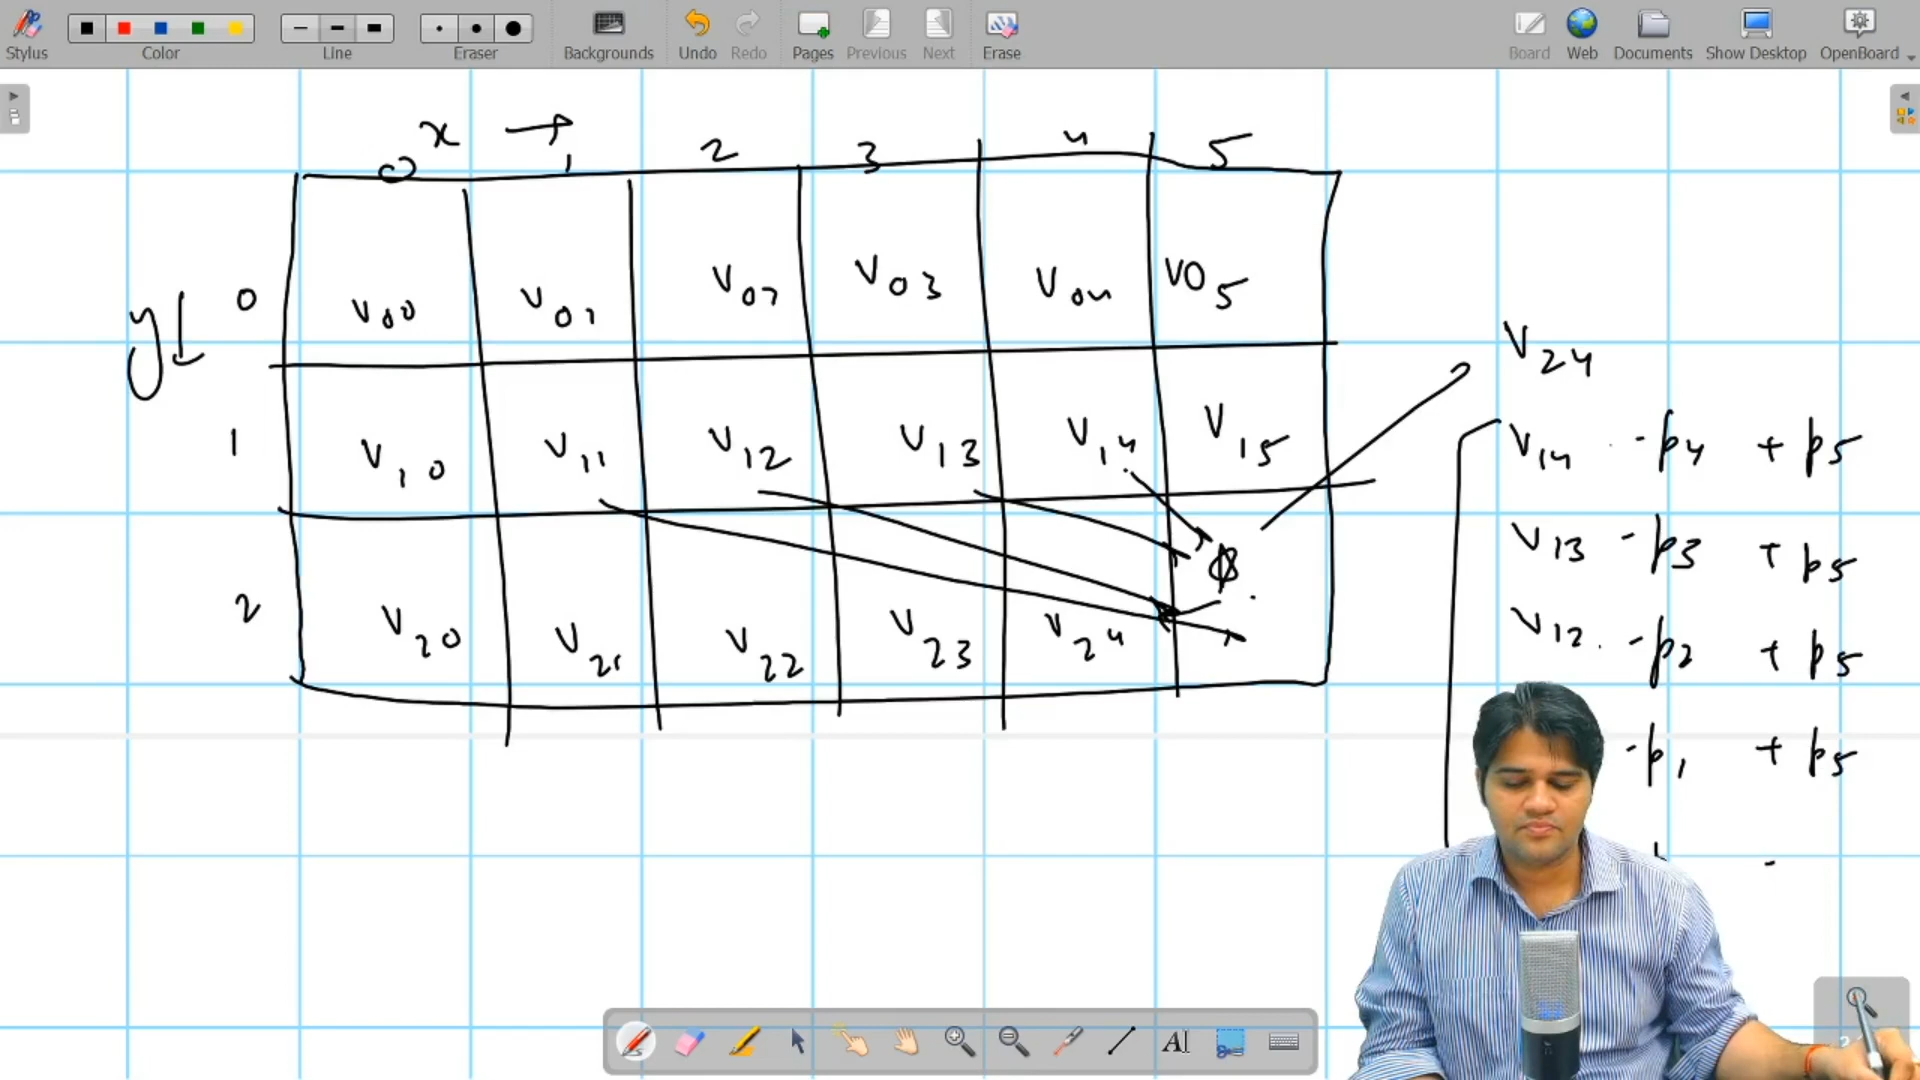 Stylus Color Line Eraser Backgrounds Undo Redo Pages Previous Next Erase Board Web Documents Show Desktop OpenBoard
x →
0 1 2 3 4 5
y↓
0 V00 V01 V02 V03 V04 V05
V24
1 V10 V11 V12 V13 V14 V15
V14 -p4 +p5
V13 -p3 +p5
2 V20 V21 V22 V23 V24
V12 -p2 +p5
-p1 +p5